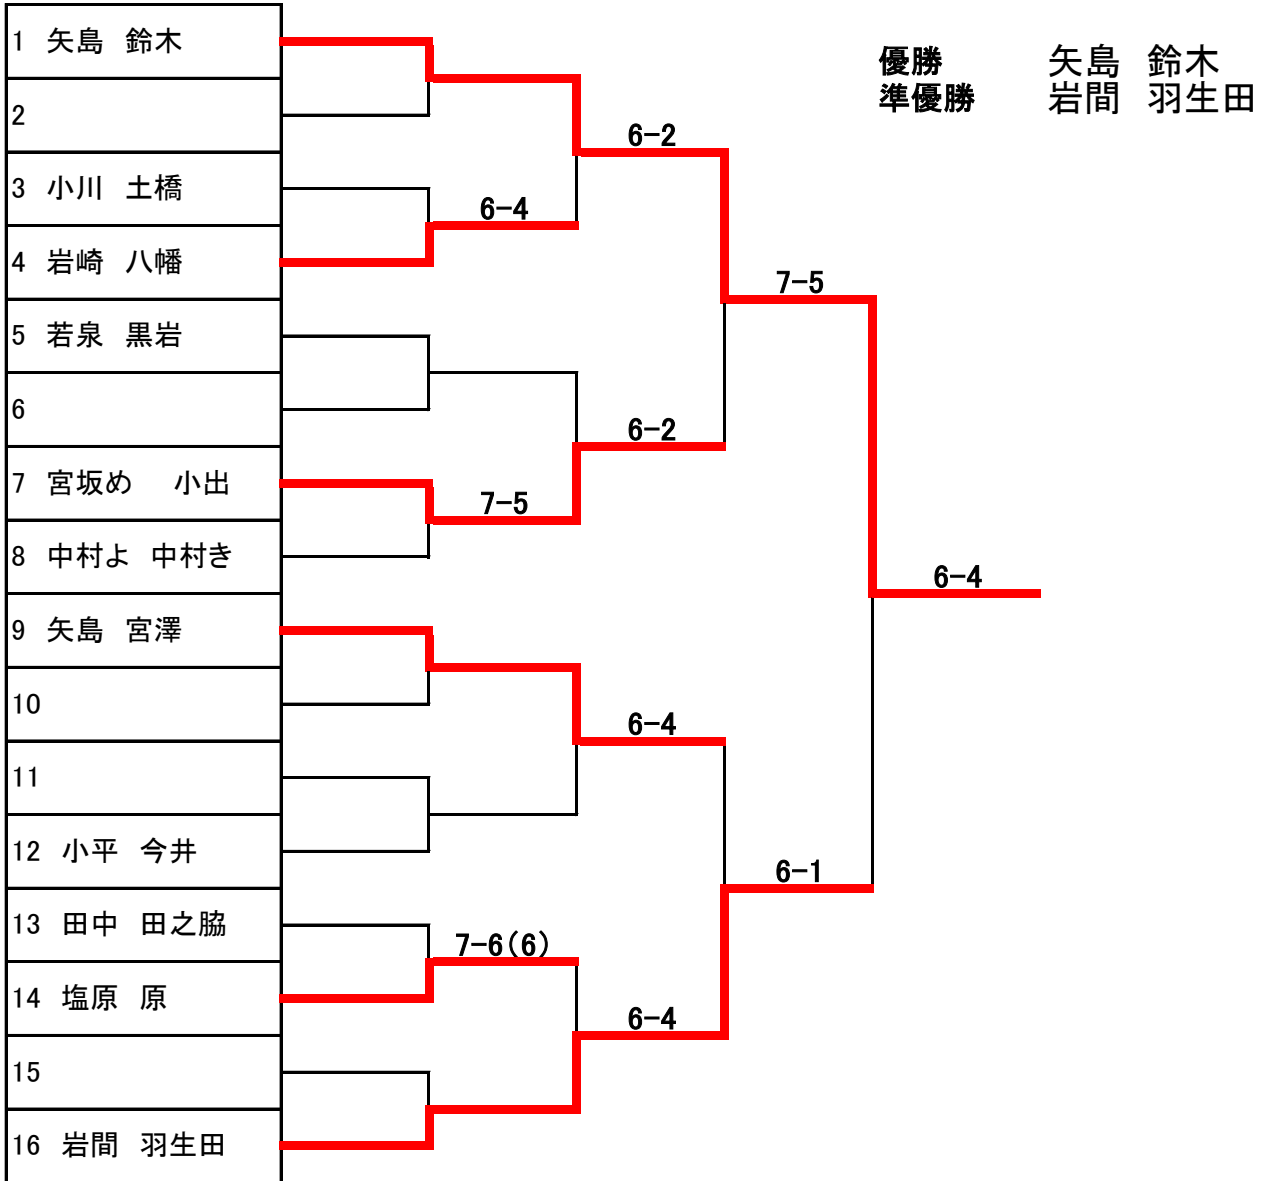 1 矢島 鈴木
優勝 矢島 鈴木
準優勝 岩間 羽生田
2
6-2
3 小川 土橋
6-4
4 岩崎 八幡
7-5
5 若泉 黒岩
6
6-2
7 宮坂め 小出
7-5
8 中村よ 中村き
6-4
9 矢島 宮澤
10
6-4
11
12 小平 今井
6-1
13 田中 田之脇
7-6(6)
14 塩原 原
6-4
15
16 岩間 羽生田